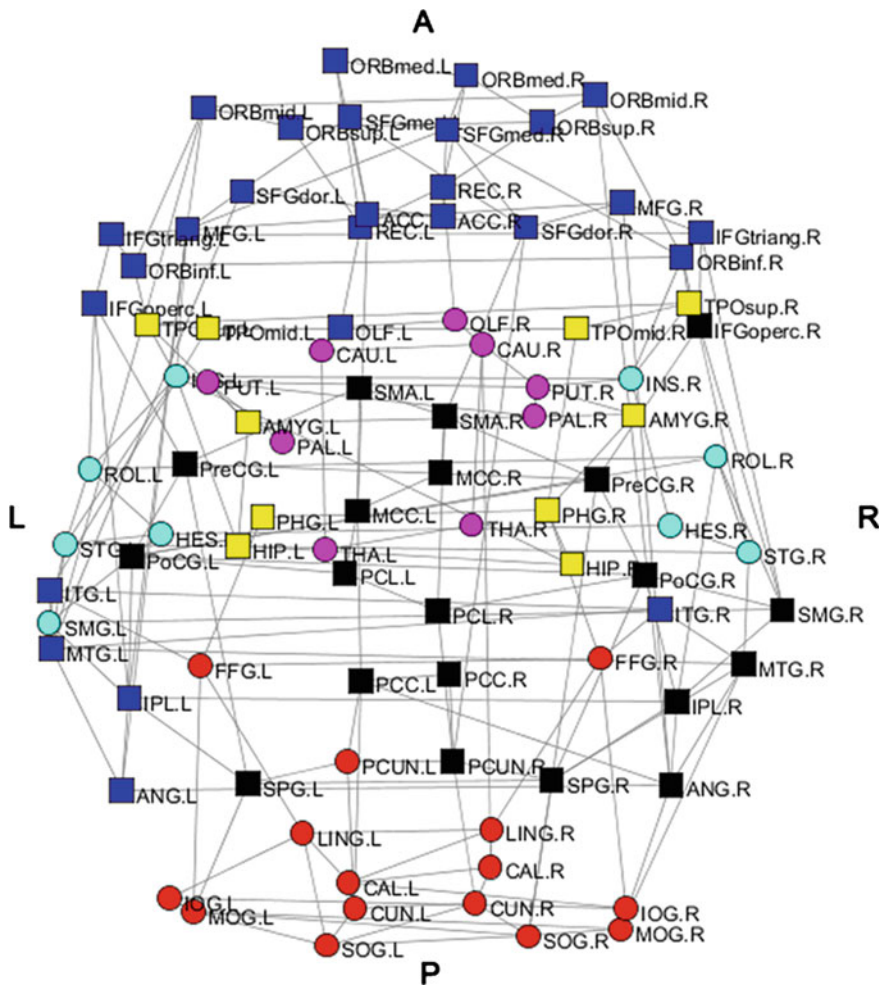 A
ORBmed.L
ORBmed.R
ORBmid.R
ORBmid.L
SFGme
ORBsup.R
ORBsup.L
SFGmed.R
SFGdor.L
REC.R
MFG.R
ACC.
ACC.R
IFGtriang.L
MFG.L
REC.L
SFGdor.R
IFGtriang.R
ORBinf.L
ORBinf.R
IFGoperc.L
TPOsup.R
TPOmid.L
OLF.L
OLF.R
TPOmid.R
IFGoperc.R
CAU.L
CAU.R
PUT.L
SMA.L
PUT.R
INS.R
AMYG.L
SMA.R
PAL.R
AMYG.R
PAL.L
ROL.L
PreCG.L
MCC.R
PreCG.R
ROL.R
L
PHG.L
MCC.L
THA.R
PHG.R
HES.R
R
STG.
HES.
PoCG.L
HIP.L
THA.L
HIP.
STG.R
ITG.L
PCL.L
PoCG.R
SMG.L
PCL.R
ITG.R
SMG.R
MTG.L
FFG.L
FFG.R
MTG.R
IPL.L
PCC.L
PCC.R
IPL.R
ANG.L
SPG.L
PCUN.L
PCUN.R
SPG.R
ANG.R
LING.L
LING.R
CAL.L
CAL.R
IOG.L
MOG.L
CUN.L
CUN.R
IOG.R
MOG.R
SOG.L
SOG.R
P